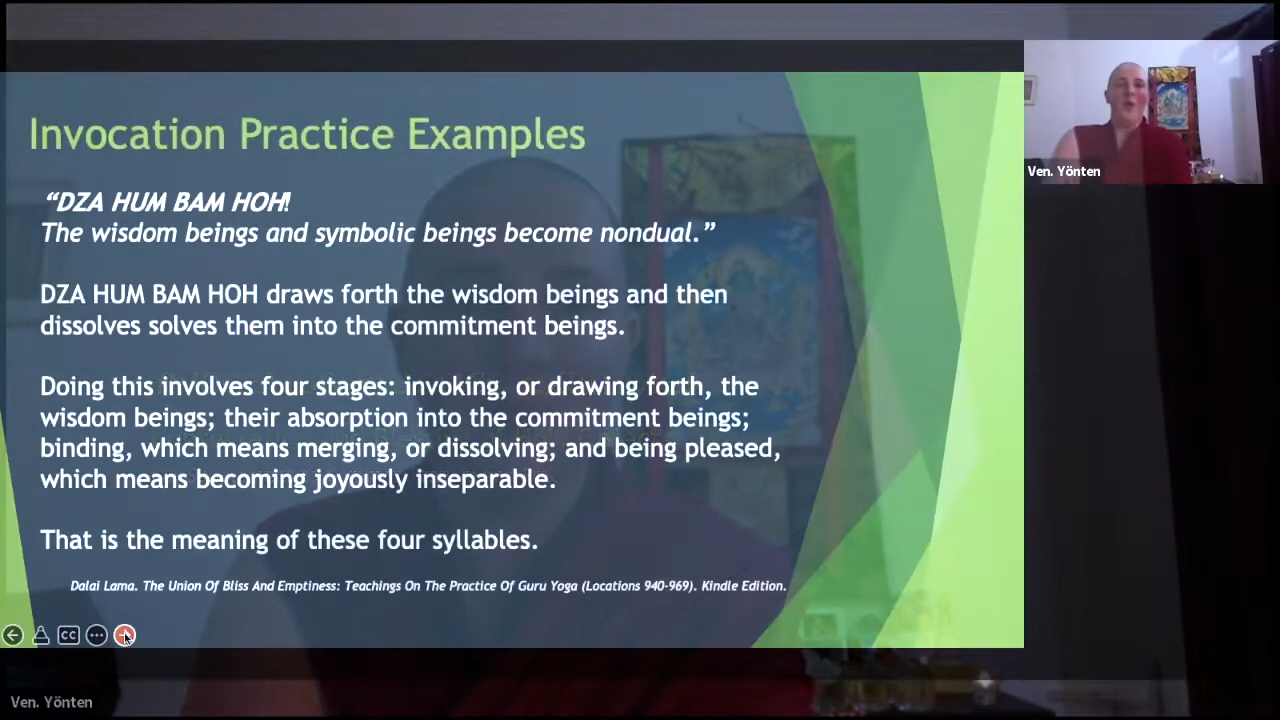 Invocation Practice Examples
“DZA HUM BAM HOH!
The wisdom beings and symbolic beings become nondual.”
DZA HUM BAM HOH draws forth the wisdom beings and then
dissolves solves them into the commitment beings.
Doing this involves four stages: invoking, or drawing forth, the
wisdom beings; their absorption into the commitment beings;
binding, which means merging, or dissolving; and being pleased,
which means becoming joyously inseparable.
That is the meaning of these four syllables.
Dalai Lama. The Union Of Bliss And Emptiness: Teachings On The Practice Of Guru Yoga (Locations 940-969). Kindle Edition.
CC
Ven. Yönten
Ven. Yönten